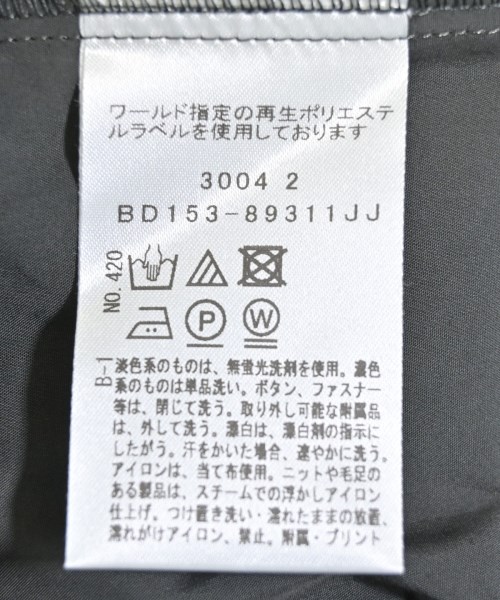 ワールド指定の再生ポリエステ
ルラベルを使用しております
3004 2
BD153-89311JJ
NO.420
P
W
B-1
淡色系のものは、無蛍光洗剤を使用。濃色
系のものは単品洗い。ボタン、ファスナー
等は、閉じて洗う。取り外し可能な附属品
は、外して洗う。漂白は、漂白剤の指示に
したがう。汗をかいた場合、速やかに洗う。
アイロンは、当て布使用。ニットや毛足の
ある製品は、スチームでの浮かしアイロン
仕上げ。つけ置き洗い・濡れたままの放置、
濡れがけアイロン、禁止。附属・プリント